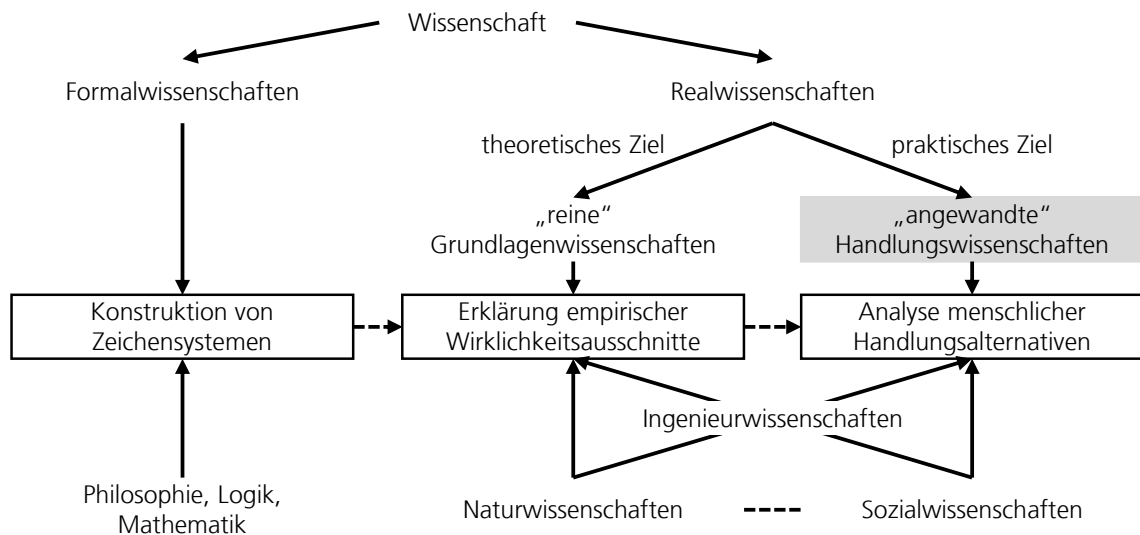 Wissenschaft
Formalwissenschaften
Realwissenschaften
theoretisches Ziel
praktisches Ziel
„reine“
Grundlagenwissenschaften
„angewandte“
Handlungswissenschaften
Konstruktion von
Zeichensystemen
Erklärung empirischer
Wirklichkeitsausschnitte
Analyse menschlicher
Handlungsalternativen
Ingenieurwissenschaften
Philosophie, Logik,
Mathematik
Naturwissenschaften
Sozialwissenschaften